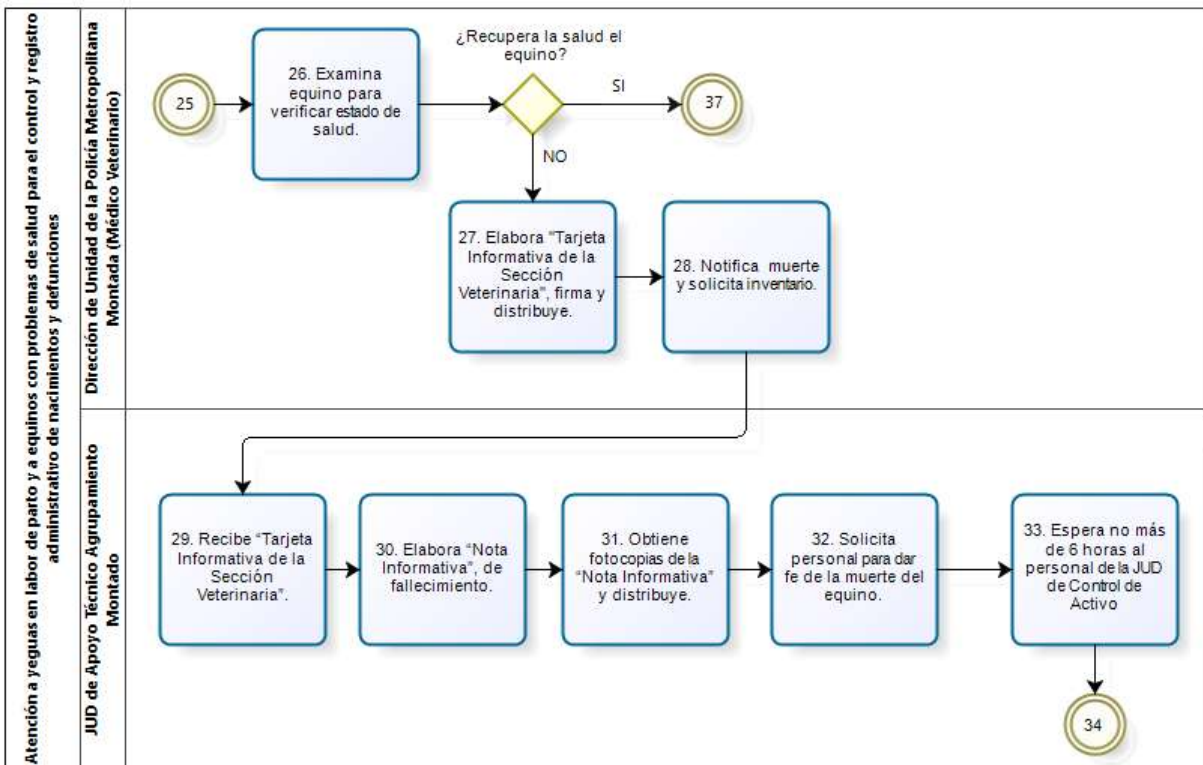 Atención a yeguas en labor de parto y a equinos con problemas de salud para el control y registro
administrativo de nacimientos y defunciones
Dirección de Unidad de la Policía Metropolitana
Montada (Médico Veterinario)
25
26. Examina
equino para
verificar estado de
salud.
¿Recupera la salud el
equino?
SI
37
NO
27. Elabora “Tarjeta
Informativa de la
Sección
Veterinaria”, firma y
distribuye.
28. Notifica muerte
y solicita inventario.
JUD de Apoyo Técnico Agrupamiento
Montado
29. Recibe “Tarjeta
Informativa de la
Sección
Veterinaria”.
30. Elabora “Nota
Informativa”, de
fallecimiento.
31. Obtiene
fotocopias de la
“Nota Informativa”
y distribuye.
32. Solicita
personal para dar
fe de la muerte del
equino.
33. Espera no más
de 6 horas al
personal de la JUD
de Control de
Activo
34